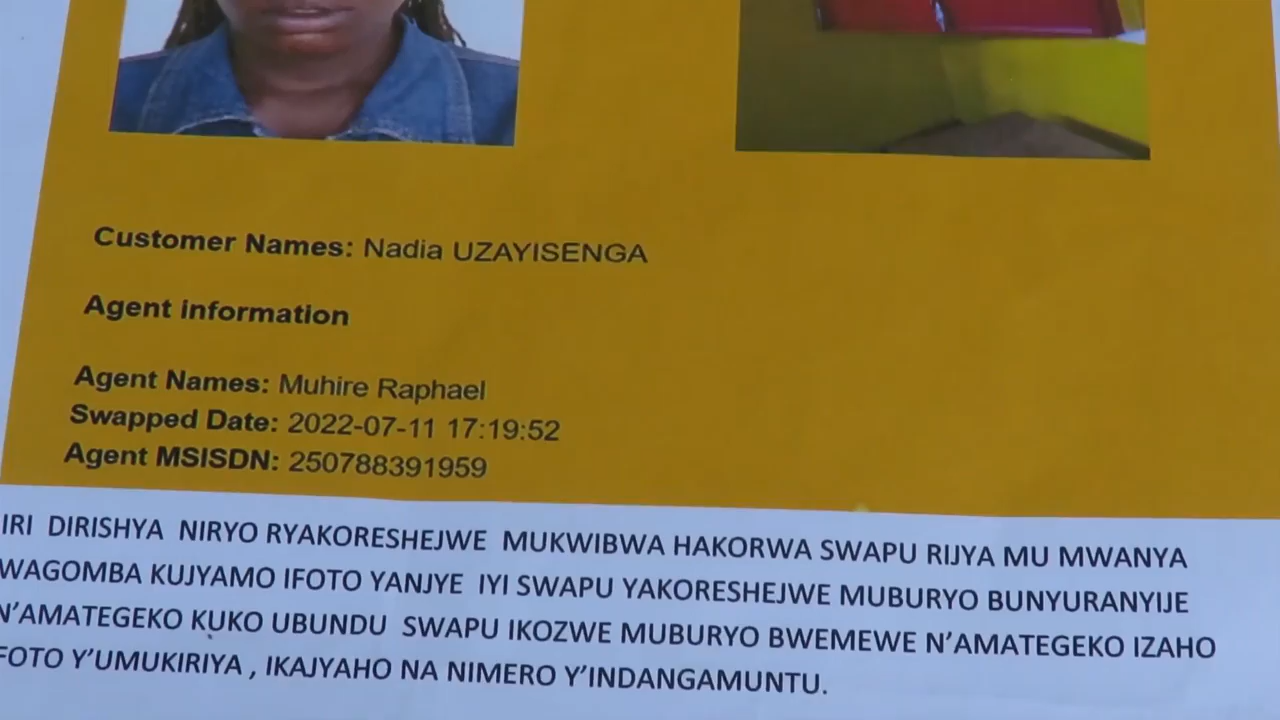 Customer Names: Nadia UZAYISENGA
Agent information
Agent Names: Muhire Raphael
Swapped Date: 2022-07-11 17:19:52
Agent MSISDN: 250788391959
IRI DIRISHYA NIRYO RYAKORESHEJWE MUKWIBWA HAKORWA SWAPU RIJYA MU MWANYA
WAGOMBA KUJYAMO IFOTO YANJYE IYI SWAPU YAKORESHEJWE MUBURYO BUNYURANYIJE
N'AMATEGEKO KUKO UBUNDU SWAPU IKOZWE MUBURYO BWEMEWE N'AMATEGEKO IZAHO
FOTO Y'UMUKIRIYA , IKAJYAHO NA NIMERO Y'INDANGAMUNTU.